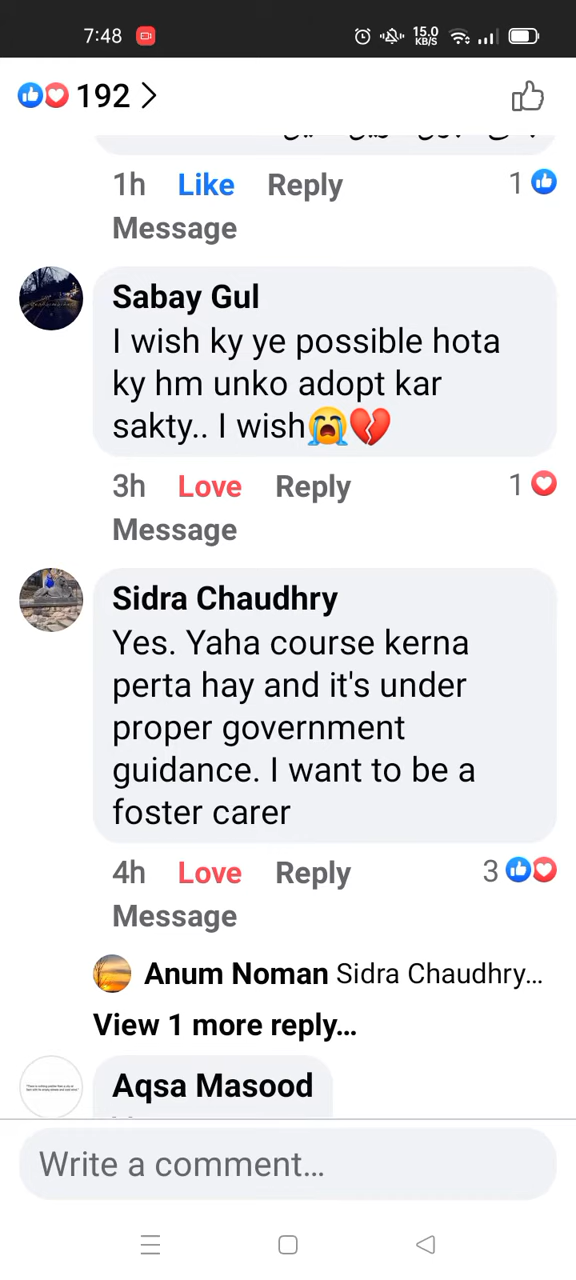 7:48
15.0
KB/S
192
1h Like Reply 1
Message
Sabay Gul
I wish ky ye possible hota
ky hm unko adopt kar
sakty.. I wish😭💔
3h Love Reply 1
Message
Sidra Chaudhry
Yes. Yaha course kerna
perta hay and it's under
proper government
guidance. I want to be a
foster carer
4h Love Reply 3
Message
Anum Noman Sidra Chaudhry...
View 1 more reply...
Aqsa Masood
Write a comment...